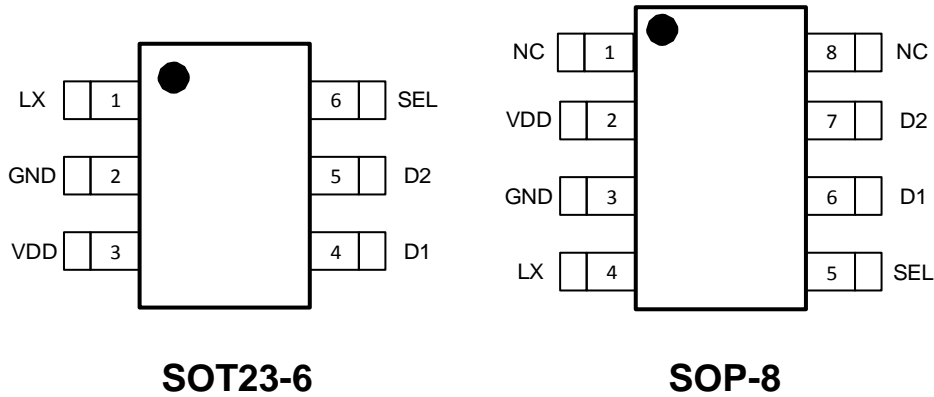 LX 1 6 SEL
GND 2 5 D2
VDD 3 4 D1
SOT23-6
NC 1 8 NC
VDD 2 7 D2
GND 3 6 D1
LX 4 5 SEL
SOP-8